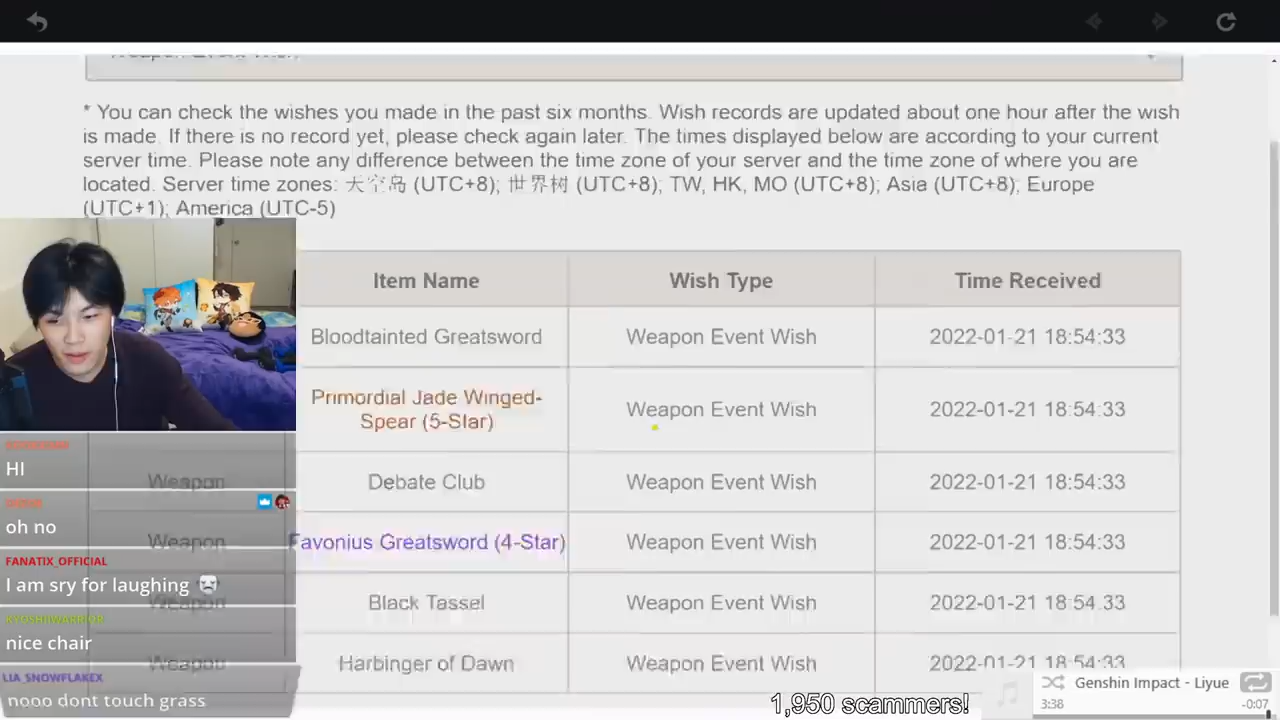 * You can check the wishes you made in the past six months. Wish records are updated about one hour after the wish
is made. If there is no record yet, please check again later. The times displayed below are according to your current
server time. Please note any difference between the time zone of your server and the time zone of where you are
located. Server time zones: 天空岛 (UTC+8); 世界树 (UTC+8); TW, HK, MO (UTC+8); Asia (UTC+8); Europe
(UTC+1); America (UTC-5)
Item Name Wish Type Time Received
Bloodtainted Greatsword Weapon Event Wish 2022-01-21 18:54:33
Primordial Jade Winged-
Spear (5-Star) Weapon Event Wish 2022-01-21 18:54:33
Weapon Debate Club Weapon Event Wish 2022-01-21 18:54:33
Weapon Favonius Greatsword (4-Star) Weapon Event Wish 2022-01-21 18:54:33
Weapon Black Tassel Weapon Event Wish 2022-01-21 18:54:33
Weapon Harbinger of Dawn Weapon Event Wish 2022-01-21 18:54:33
HI
oh no
FANATIX_OFFICIAL
I am sry for laughing
KYOSHIWARRIOR
nice chair
LIA_SNOWFLAKEX
nooo dont touch grass
1,950 scammers!
Genshin Impact - Liyue
3:38 -0:07